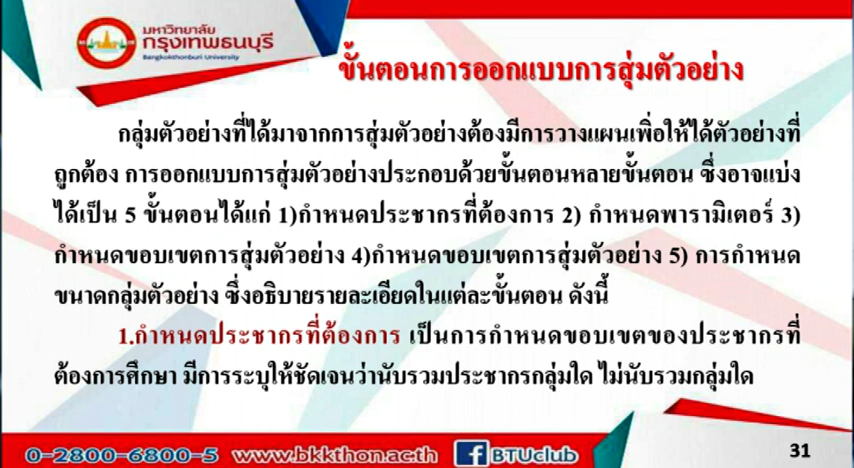 มหาวิทยาลัย
กรุงเทพธนบุรี
Bangkokthonburi University
ขั้นตอนการออกแบบการสุ่มตัวอย่าง
กลุ่มตัวอย่างที่ได้มาจากการสุ่มตัวอย่างต้องมีการวางแผนเพื่อให้ได้ตัวอย่างที่
ถูกต้อง การออกแบบการสุ่มตัวอย่างประกอบด้วยขั้นตอนหลายขั้นตอน ซึ่งอาจแบ่ง
ได้เป็น 5 ขั้นตอนได้แก่ 1)กำหนดประชากรที่ต้องการ 2) กำหนดพารามิเตอร์ 3)
กำหนดขอบเขตการสุ่มตัวอย่าง 4)กำหนดขอบเขตการสุ่มตัวอย่าง 5) การกำหนด
ขนาดกลุ่มตัวอย่าง ซึ่งอธิบายรายละเอียดในแต่ละขั้นตอน ดังนี้
1.กำหนดประชากรที่ต้องการ เป็นการกำหนดขอบเขตของประชากรที่
ต้องการศึกษา มีการระบุให้ชัดเจนว่านับรวมประชากรกลุ่มใด ไม่นับรวมกลุ่มใด
0-2800-6800-5 www.bkkthon.ac.th f BTUclub
31